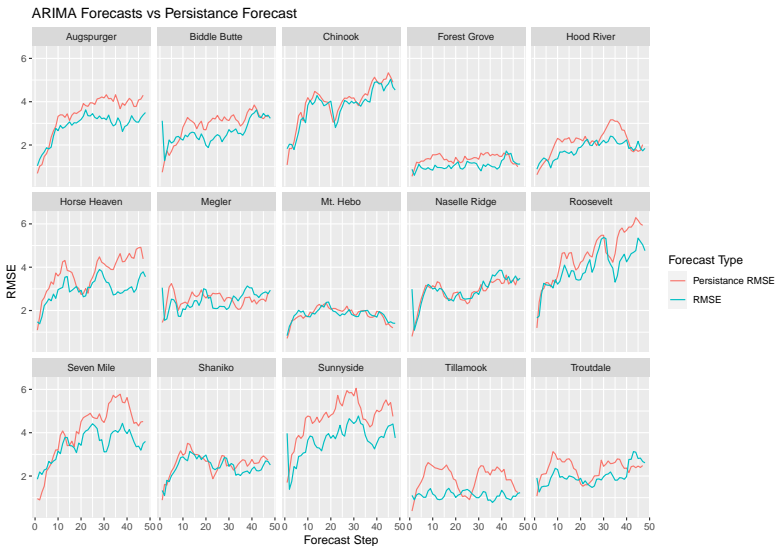 ARIMA Forecasts vs Persistance Forecast
Augspurger Biddle Butte Chinook Forest Grove Hood River
6
4
2
Horse Heaven Megler Mt. Hebo Naselle Ridge Roosevelt
6
4
2
Seven Mile Shaniko Sunnyside Tillamook Troutdale
6
4
2
0 10 20 30 40 50 0 10 20 30 40 50 0 10 20 30 40 50 0 10 20 30 40 50 0 10 20 30 40 50
Forecast Step
RMSE
Forecast Type
Persistance RMSE
RMSE